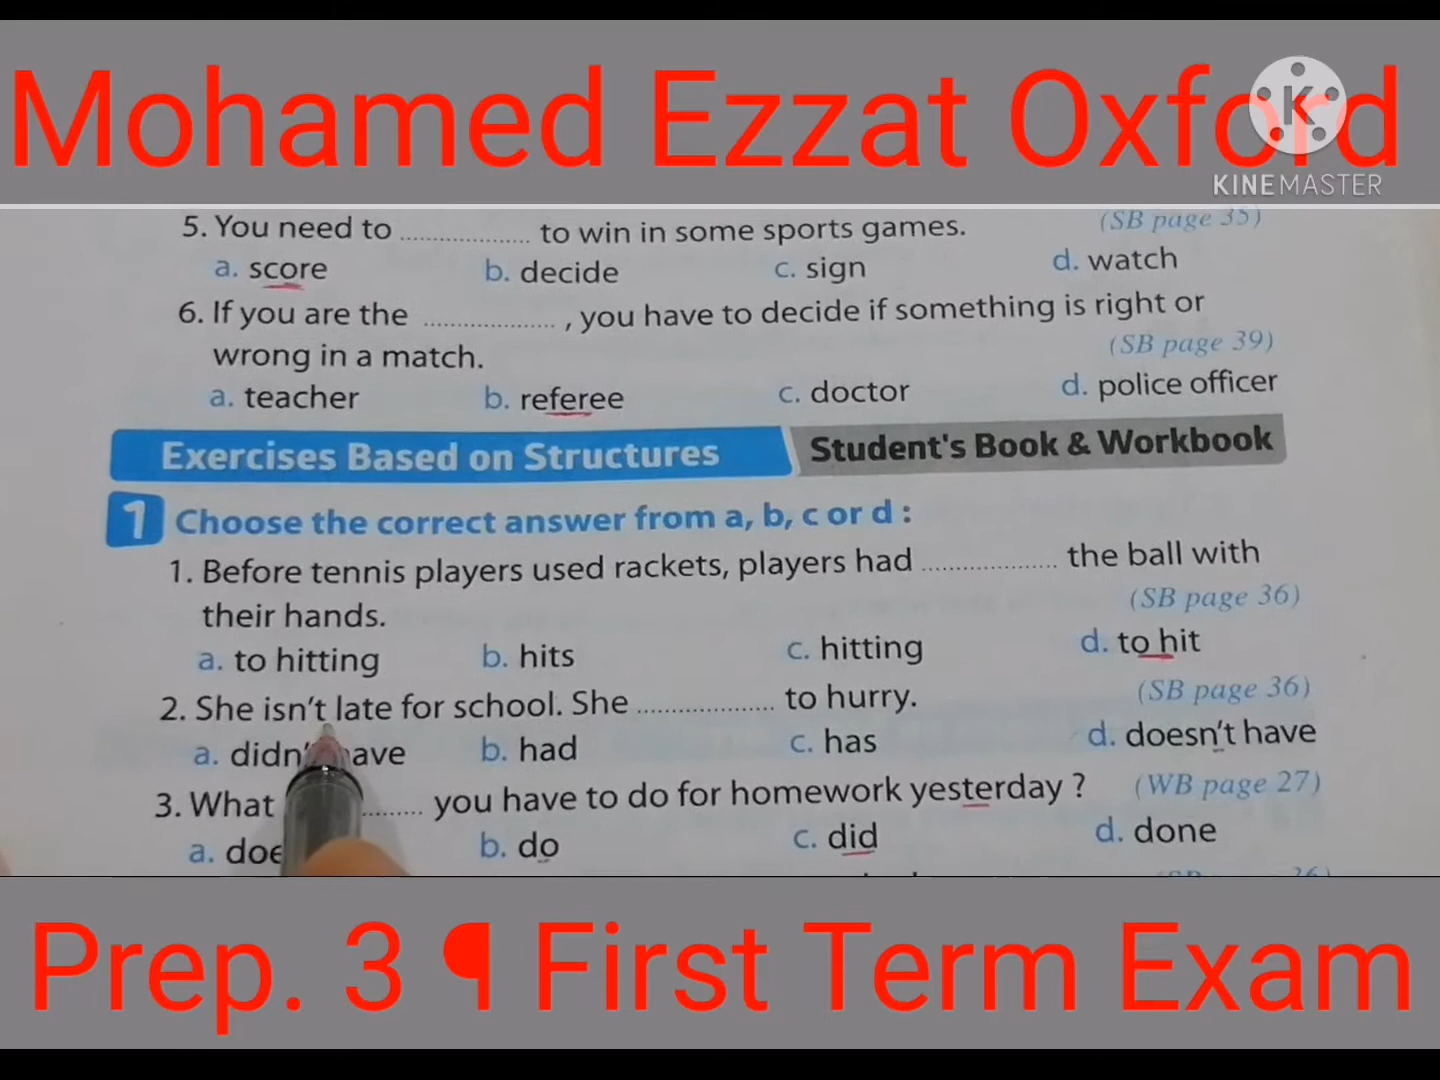 Mohamed Ezzat Oxford
KINEMASTER
5. You need to .................. to win in some sports games. (SB page 35)
a. score b. decide c. sign d. watch
6. If you are the .................. , you have to decide if something is right or
wrong in a match. (SB page 39)
a. teacher b. referee c. doctor d. police officer
Exercises Based on Structures Student's Book & Workbook
1 Choose the correct answer from a, b, c or d :
1. Before tennis players used rackets, players had .................. the ball with
their hands. (SB page 36)
a. to hitting b. hits c. hitting d. to hit
2. She isn't late for school. She .................. to hurry. (SB page 36)
a. have b. had c. has d. doesn't have
3. What ........ you have to do for homework yesterday ? (WB page 27)
a. b. do c. did d. done
Prep. 3 ¶ First Term Exam